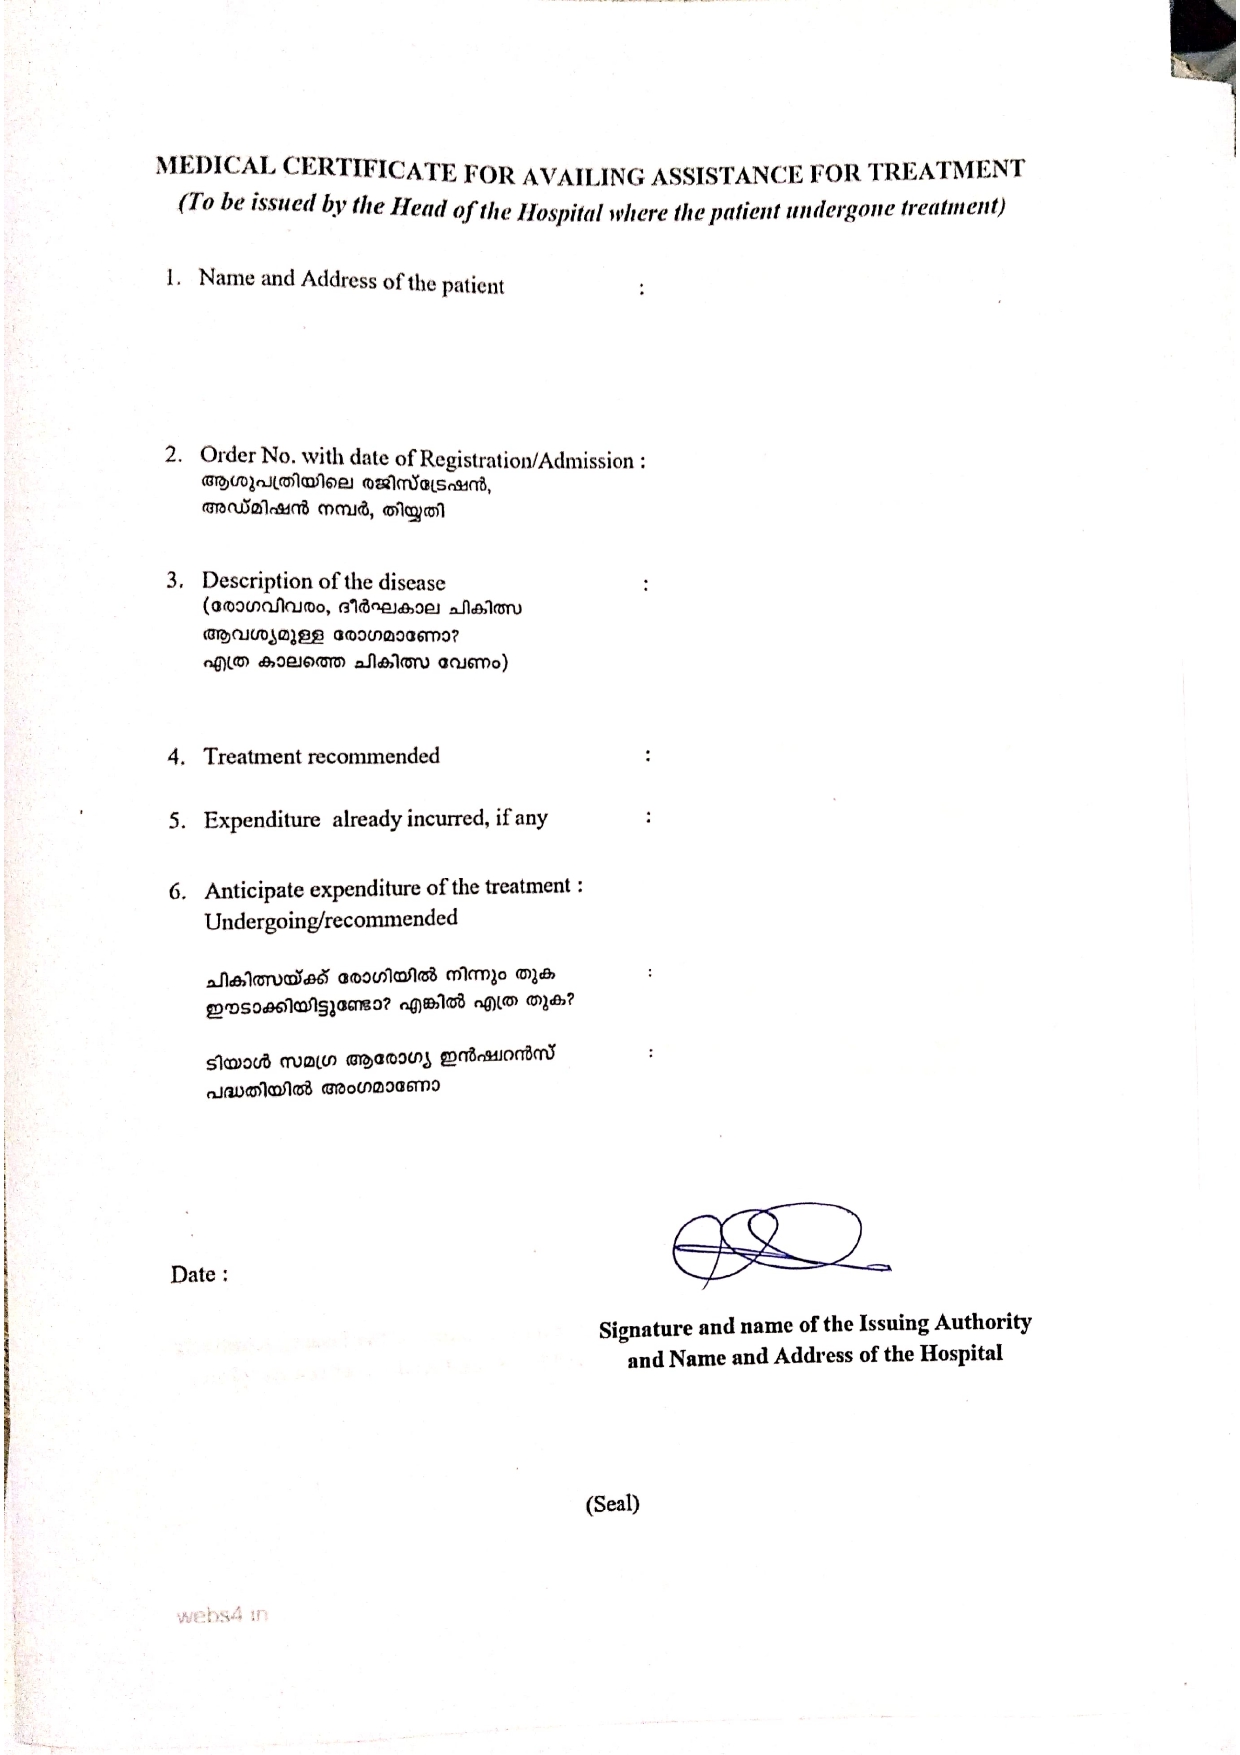 MEDICAL CERTIFICATE FOR AVAILING ASSISTANCE FOR TREATMENT
(To be issued by the Head of the Hospital where the patient undergone treatment)
1. Name and Address of the patient :
2. Order No. with date of Registration/Admission :
ആശുപത്രിയിലെ രജിസ്ട്രേഷൻ,
അഡ്മിഷൻ നമ്പർ, തിയ്യതി
3. Description of the disease :
(രോഗവിവരം, ദീർഘകാല ചികിത്സ
ആവശ്യമുള്ള രോഗമാണോ?
എത്ര കാലത്തെ ചികിത്സ വേണം)
4. Treatment recommended :
5. Expenditure already incurred, if any :
6. Anticipate expenditure of the treatment :
Undergoing/recommended
ചികിത്സയ്ക്ക് രോഗിയിൽ നിന്നും തുക :
ഈടാക്കിയിട്ടുണ്ടോ? എങ്കിൽ എത്ര തുക?
ടിയാൾ സമഗ്ര ആരോഗ്യ ഇൻഷുറൻസ് :
പദ്ധതിയിൽ അംഗമാണോ
Date :
Signature and name of the Issuing Authority
and Name and Address of the Hospital
(Seal)
webs4 in